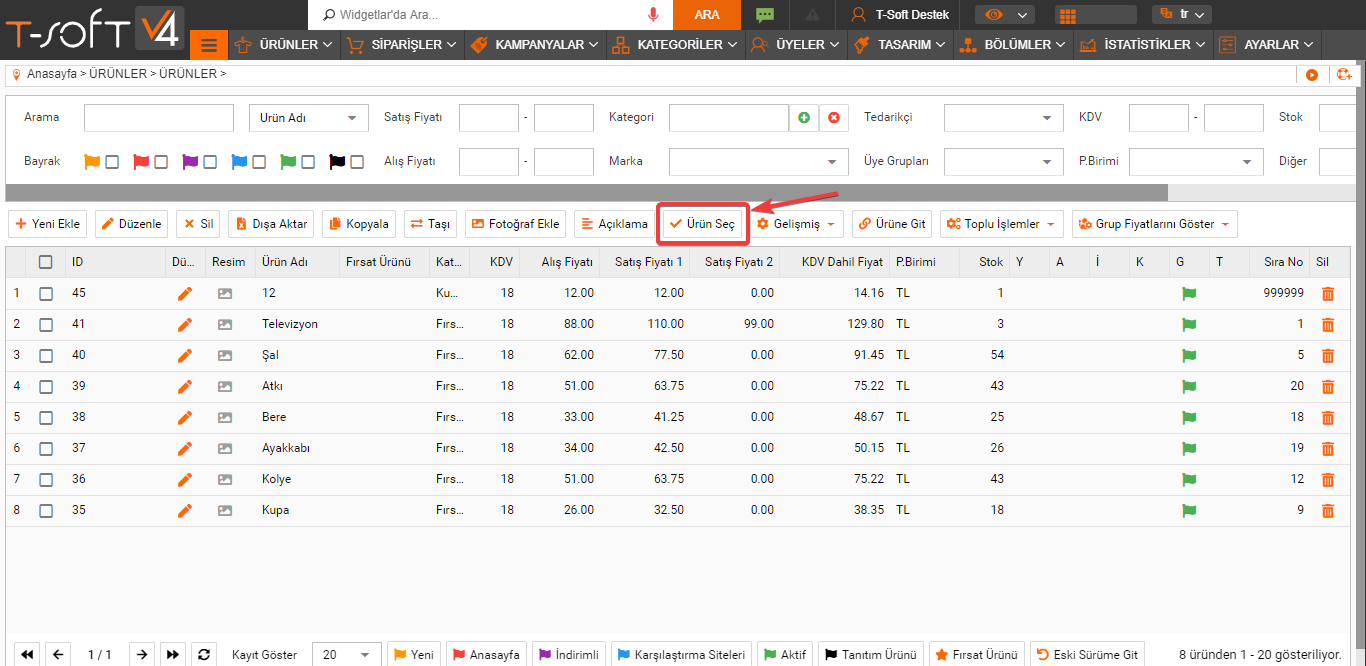 T-SOFT V4
Widgetlar'da Ara...
ARA
T-Soft Destek
tr
ÜRÜNLER SİPARİŞLER KAMPANYALAR KATEGORİLER ÜYELER TASARIM BÖLÜMLER İSTATİSTİKLER AYARLAR
Anasayfa > ÜRÜNLER > ÜRÜNLER >
Arama Ürün Adı Satış Fiyatı - Kategori Tedarikçi KDV - Stok
Bayrak Alış Fiyatı - Marka Üye Grupları P.Birimi Diğer
Yeni Ekle Düzenle Sil Dışa Aktar Kopyala Taşı Fotoğraf Ekle Açıklama Ürün Seç Gelişmiş Ürüne Git Toplu İşlemler Grup Fiyatlarını Göster
ID Dü... Resim Ürün Adı Fırsat Ürünü Kat... KDV Alış Fiyatı Satış Fiyatı 1 Satış Fiyatı 2 KDV Dahil Fiyat P.Birimi Stok Y A İ K G T Sıra No Sil
1 45 12 Ku... 18 12.00 12.00 0.00 14.16 TL 1 999999
2 41 Televizyon Fırs... 18 88.00 110.00 99.00 129.80 TL 3 1
3 40 Şal Fırs... 18 62.00 77.50 0.00 91.45 TL 54 5
4 39 Atkı Fırs... 18 51.00 63.75 0.00 75.22 TL 43 20
5 38 Bere Fırs... 18 33.00 41.25 0.00 48.67 TL 25 18
6 37 Ayakkabı Fırs... 18 34.00 42.50 0.00 50.15 TL 26 19
7 36 Kolye Fırs... 18 51.00 63.75 0.00 75.22 TL 43 12
8 35 Kupa Fırs... 18 26.00 32.50 0.00 38.35 TL 18 9
1 / 1 Kayıt Göster 20 Yeni Anasayfa İndirimli Karşılaştırma Siteleri Aktif Tanıtım Ürünü Fırsat Ürünü Eski Sürüme Git 8 üründen 1 - 20 gösteriliyor.